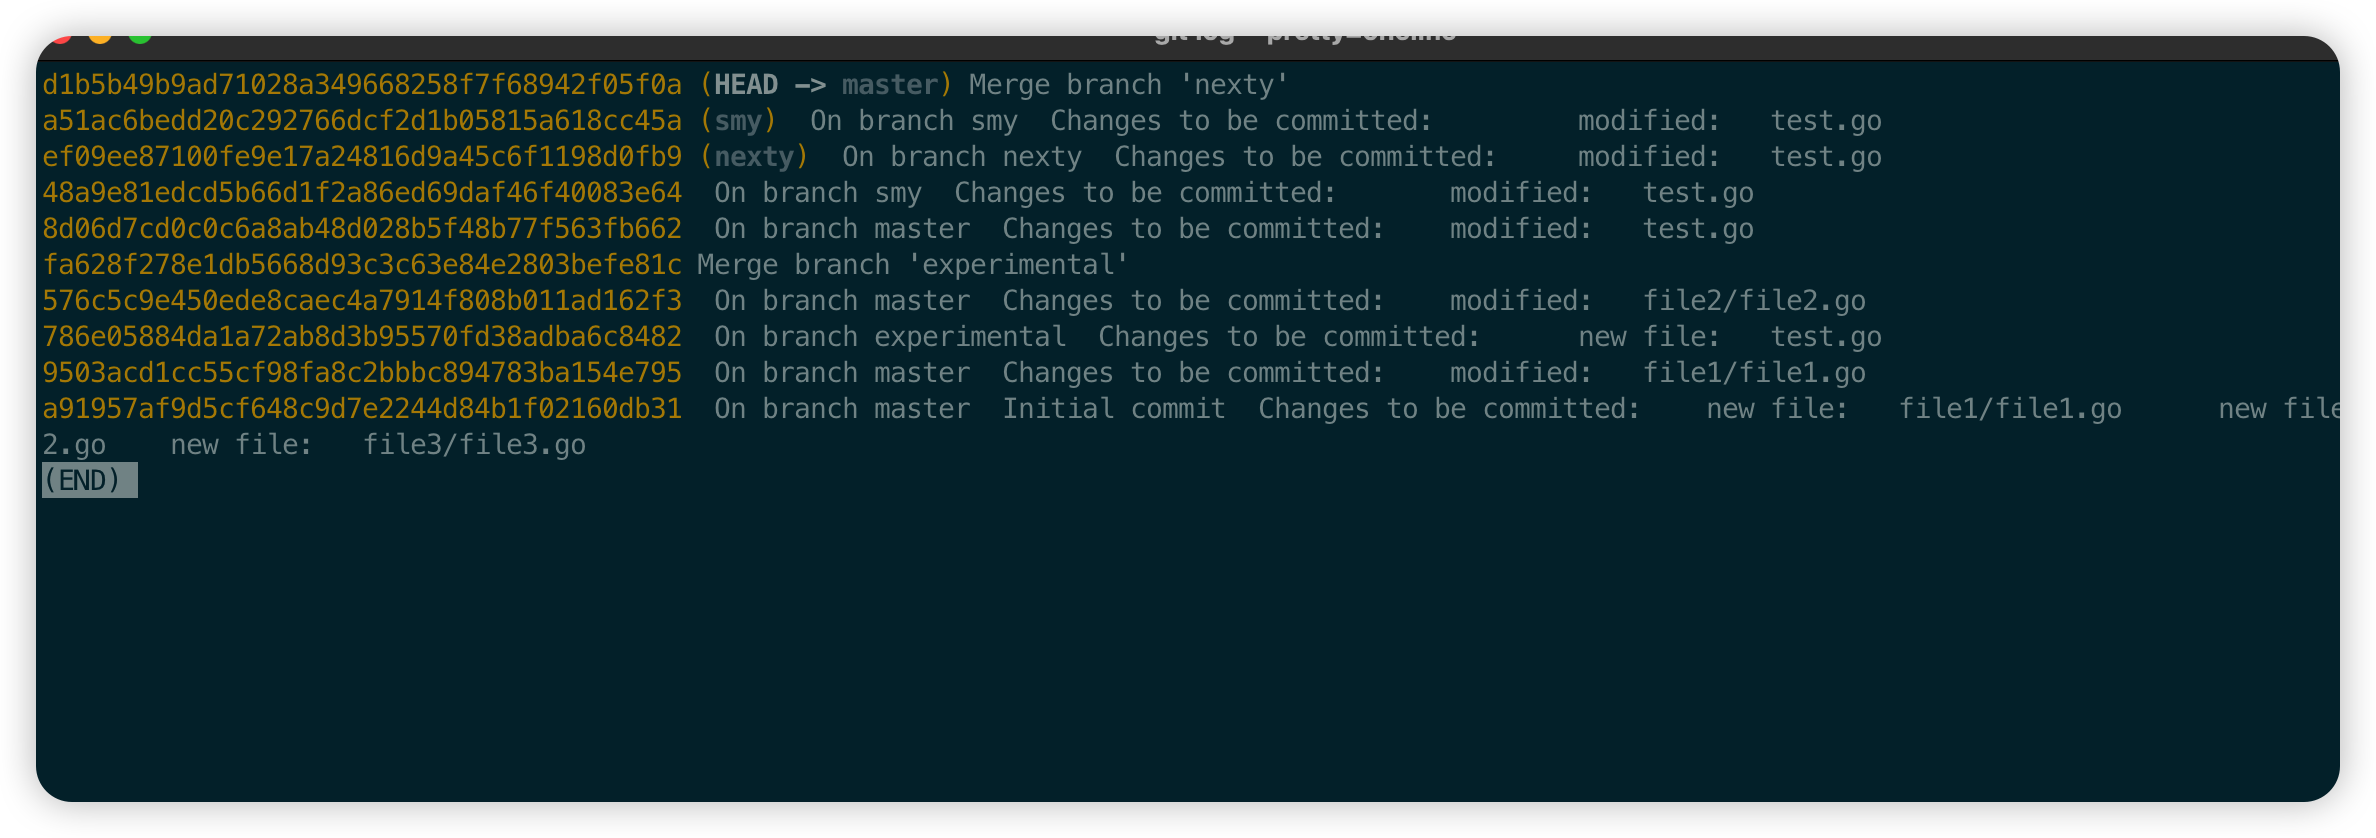 git log --pretty=oneline
d1b5b49b9ad71028a349668258f7f68942f05f0a (HEAD -> master) Merge branch 'nexty'
a51ac6bedd20c292766dcf2d1b05815a618cc45a (smy)  On branch smy  Changes to be committed:         modified:   test.go
ef09ee87100fe9e17a24816d9a45c6f1198d0fb9 (nexty)  On branch nexty  Changes to be committed:     modified:   test.go
48a9e81edcd5b66d1f2a86ed69daf46f40083e64  On branch smy  Changes to be committed:       modified:   test.go
8d06d7cd0c0c6a8ab48d028b5f48b77f563fb662  On branch master  Changes to be committed:    modified:   test.go
fa628f278e1db5668d93c3c63e84e2803befe81c Merge branch 'experimental'
576c5c9e450ede8caec4a7914f808b011ad162f3  On branch master  Changes to be committed:    modified:   file2/file2.go
786e05884da1a72ab8d3b95570fd38adba6c8482  On branch experimental  Changes to be committed:      new file:   test.go
9503acd1cc55cf98fa8c2bbbc894783ba154e795  On branch master  Changes to be committed:    modified:   file1/file1.go
a91957af9d5cf648c9d7e2244d84b1f02160db31  On branch master  Initial commit  Changes to be committed:    new file:   file1/file1.go      new file
2.go    new file:   file3/file3.go
(END)